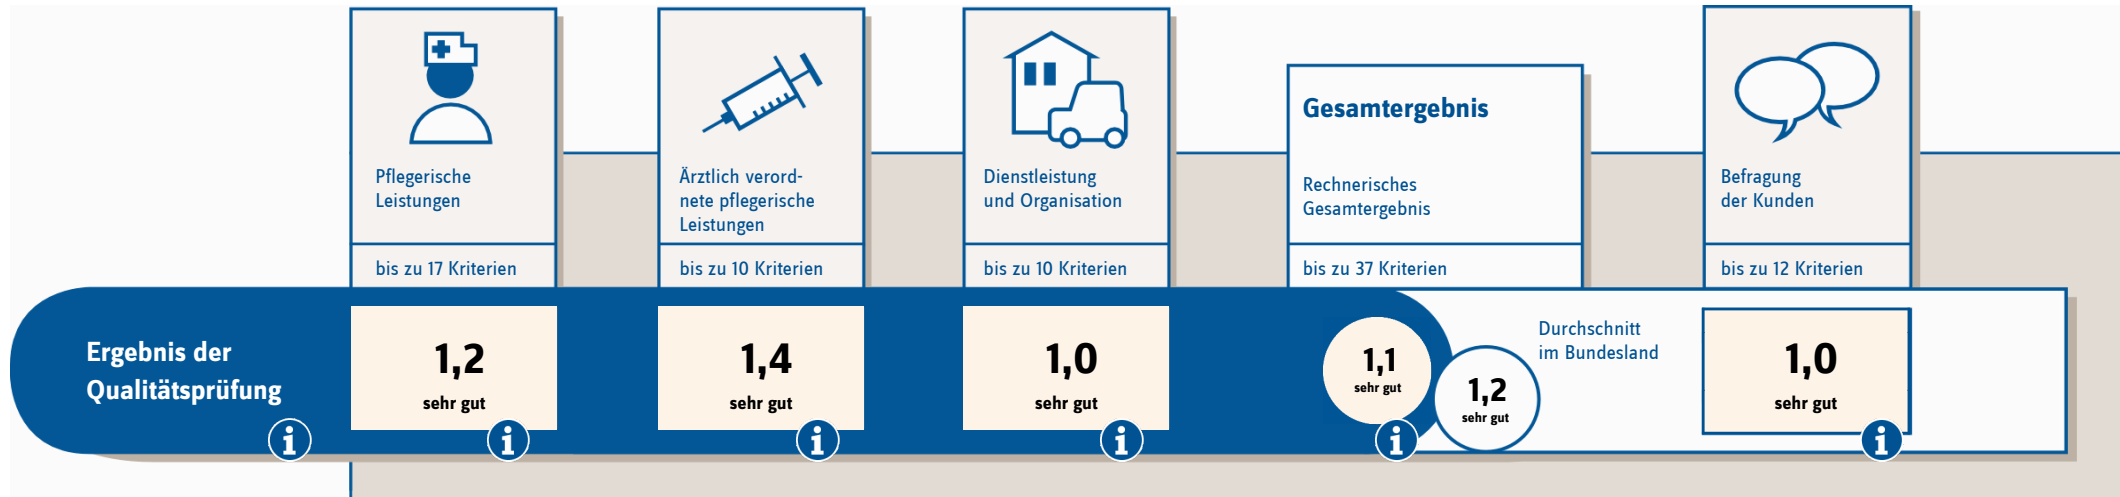 Pflegerische
Leistungen
bis zu 17 Kriterien
Ärztlich verord-
nete pflegerische
Leistungen
bis zu 10 Kriterien
Dienstleistung
und Organisation
bis zu 10 Kriterien
Gesamtergebnis
Rechnerisches
Gesamtergebnis
bis zu 37 Kriterien
Befragung
der Kunden
bis zu 12 Kriterien
Ergebnis der
Qualitätsprüfung
i
1,2
sehr gut
i
1,4
sehr gut
i
1,0
sehr gut
i
1,1
sehr gut
i
1,2
sehr gut
Durchschnitt
im Bundesland
1,0
sehr gut
i